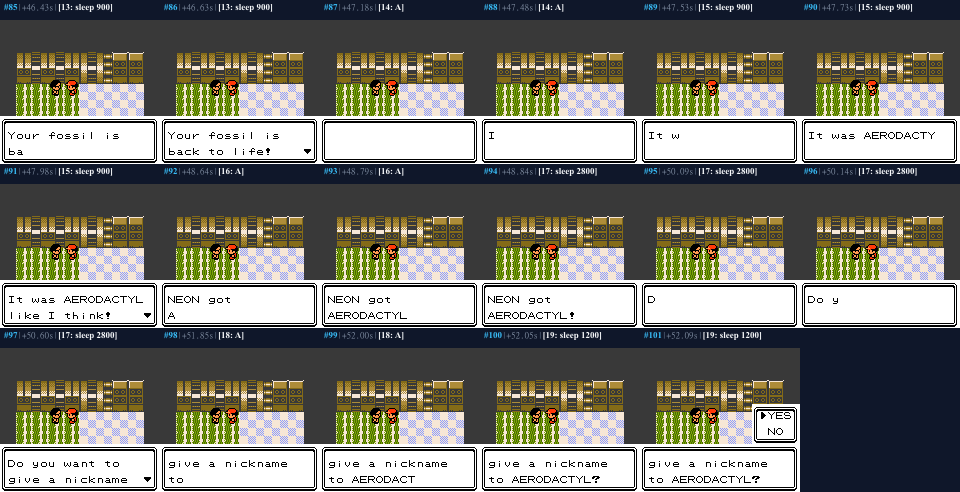 #85|+46.43s|[13: sleep 900]
Your fossil is
ba
#86|+46.63s|[13: sleep 900]
Your fossil is
back to life!
#87|+47.18s|[14: A]
#88|+47.48s|[14: A]
I
#89|+47.53s|[15: sleep 900]
It w
#90|+47.73s|[15: sleep 900]
It was AERODACTY
#91|+47.98s|[15: sleep 900]
It was AERODACTYL
like I think!
#92|+48.64s|[16: A]
NEON got
A
#93|+48.79s|[16: A]
NEON got
AERODACTYL
#94|+48.84s|[17: sleep 2800]
NEON got
AERODACTYL!
#95|+50.09s|[17: sleep 2800]
D
#96|+50.14s|[17: sleep 2800]
Do y
#97|+50.60s|[17: sleep 2800]
Do you want to
give a nickname
#98|+51.85s|[18: A]
give a nickname
to
#99|+52.00s|[18: A]
give a nickname
to AERODACT
#100|+52.05s|[19: sleep 1200]
give a nickname
to AERODACTYL?
#101|+52.09s|[19: sleep 1200]
YES
NO
give a nickname
to AERODACTYL?